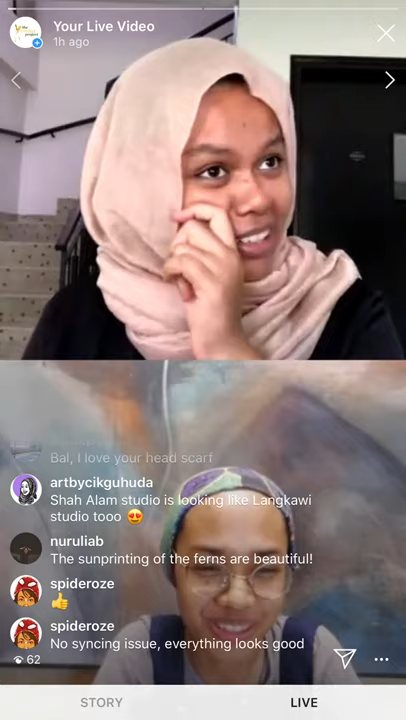 Your Live Video
1h ago
Bal, I love your head scarf
artbycikguhuda
Shah Alam studio is looking like Langkawi
studio tooo 😍
nuruliab
The sunprinting of the ferns are beautiful!
spideroze
👍
spideroze
No syncing issue, everything looks good
62
STORY
LIVE